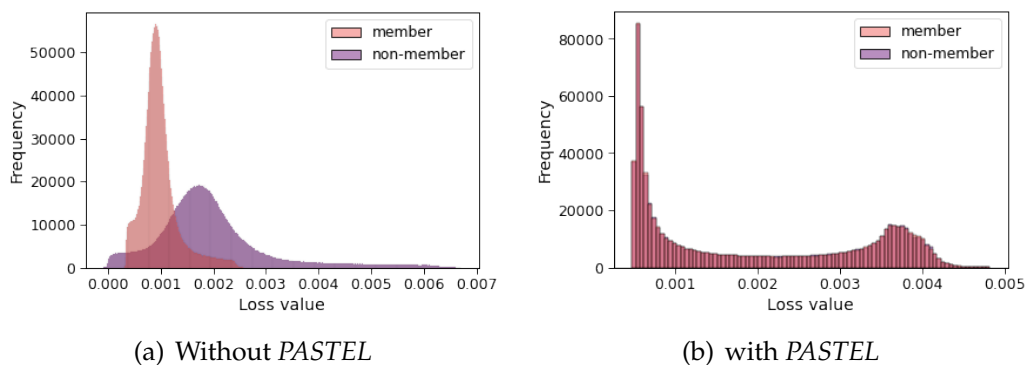 member
non-member
50000
40000
30000
20000
10000
0
Frequency
0.000 0.001 0.002 0.003 0.004 0.005 0.006 0.007
Loss value
(a) Without PASTEL
member
non-member
80000
60000
40000
20000
0
Frequency
0.001 0.002 0.003 0.004 0.005
Loss value
(b) with PASTEL